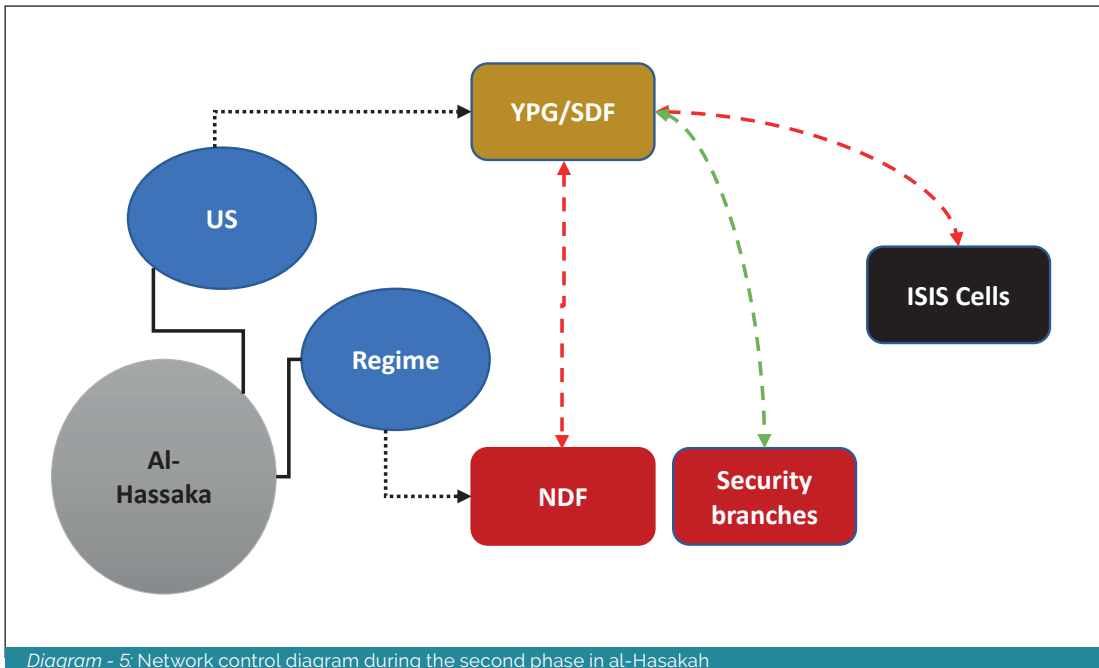 YPG/SDF
US
ISIS Cells
Regime
Al-
Hassaka
NDF
Security
branches
Diagram - 5: Network control diagram during the second phase in al-Hasakah